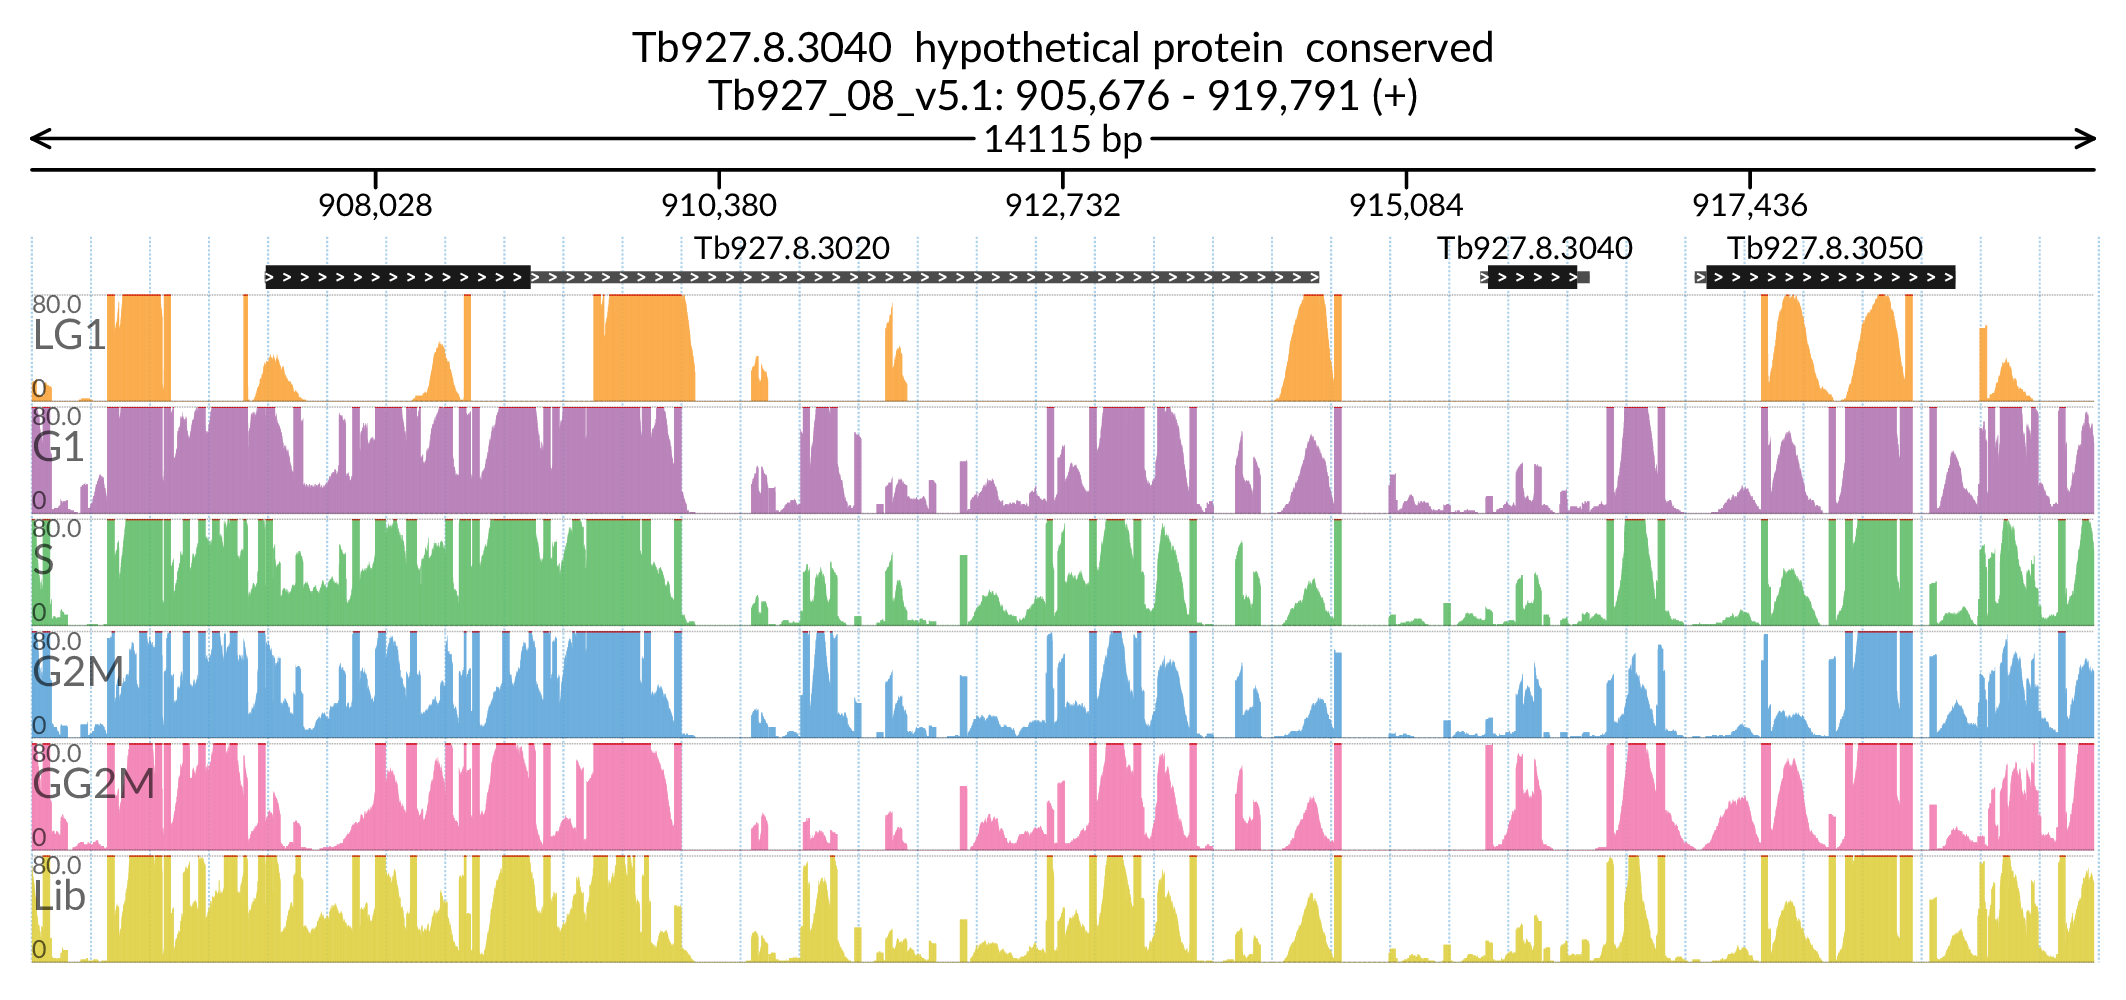 Tb927.8.3040  hypothetical protein  conserved
Tb927_08_v5.1: 905,676 - 919,791 (+)
14115 bp
908,028 910,380 912,732 915,084 917,436
Tb927.8.3020 Tb927.8.3040 Tb927.8.3050
80.0
LG1
0
80.0
G1
0
80.0
S
0
80.0
G2M
0
80.0
GG2M
0
80.0
Lib
0